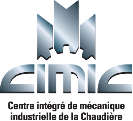 CIMIC
Centre intégré de mécanique
industrielle de la Chaudière